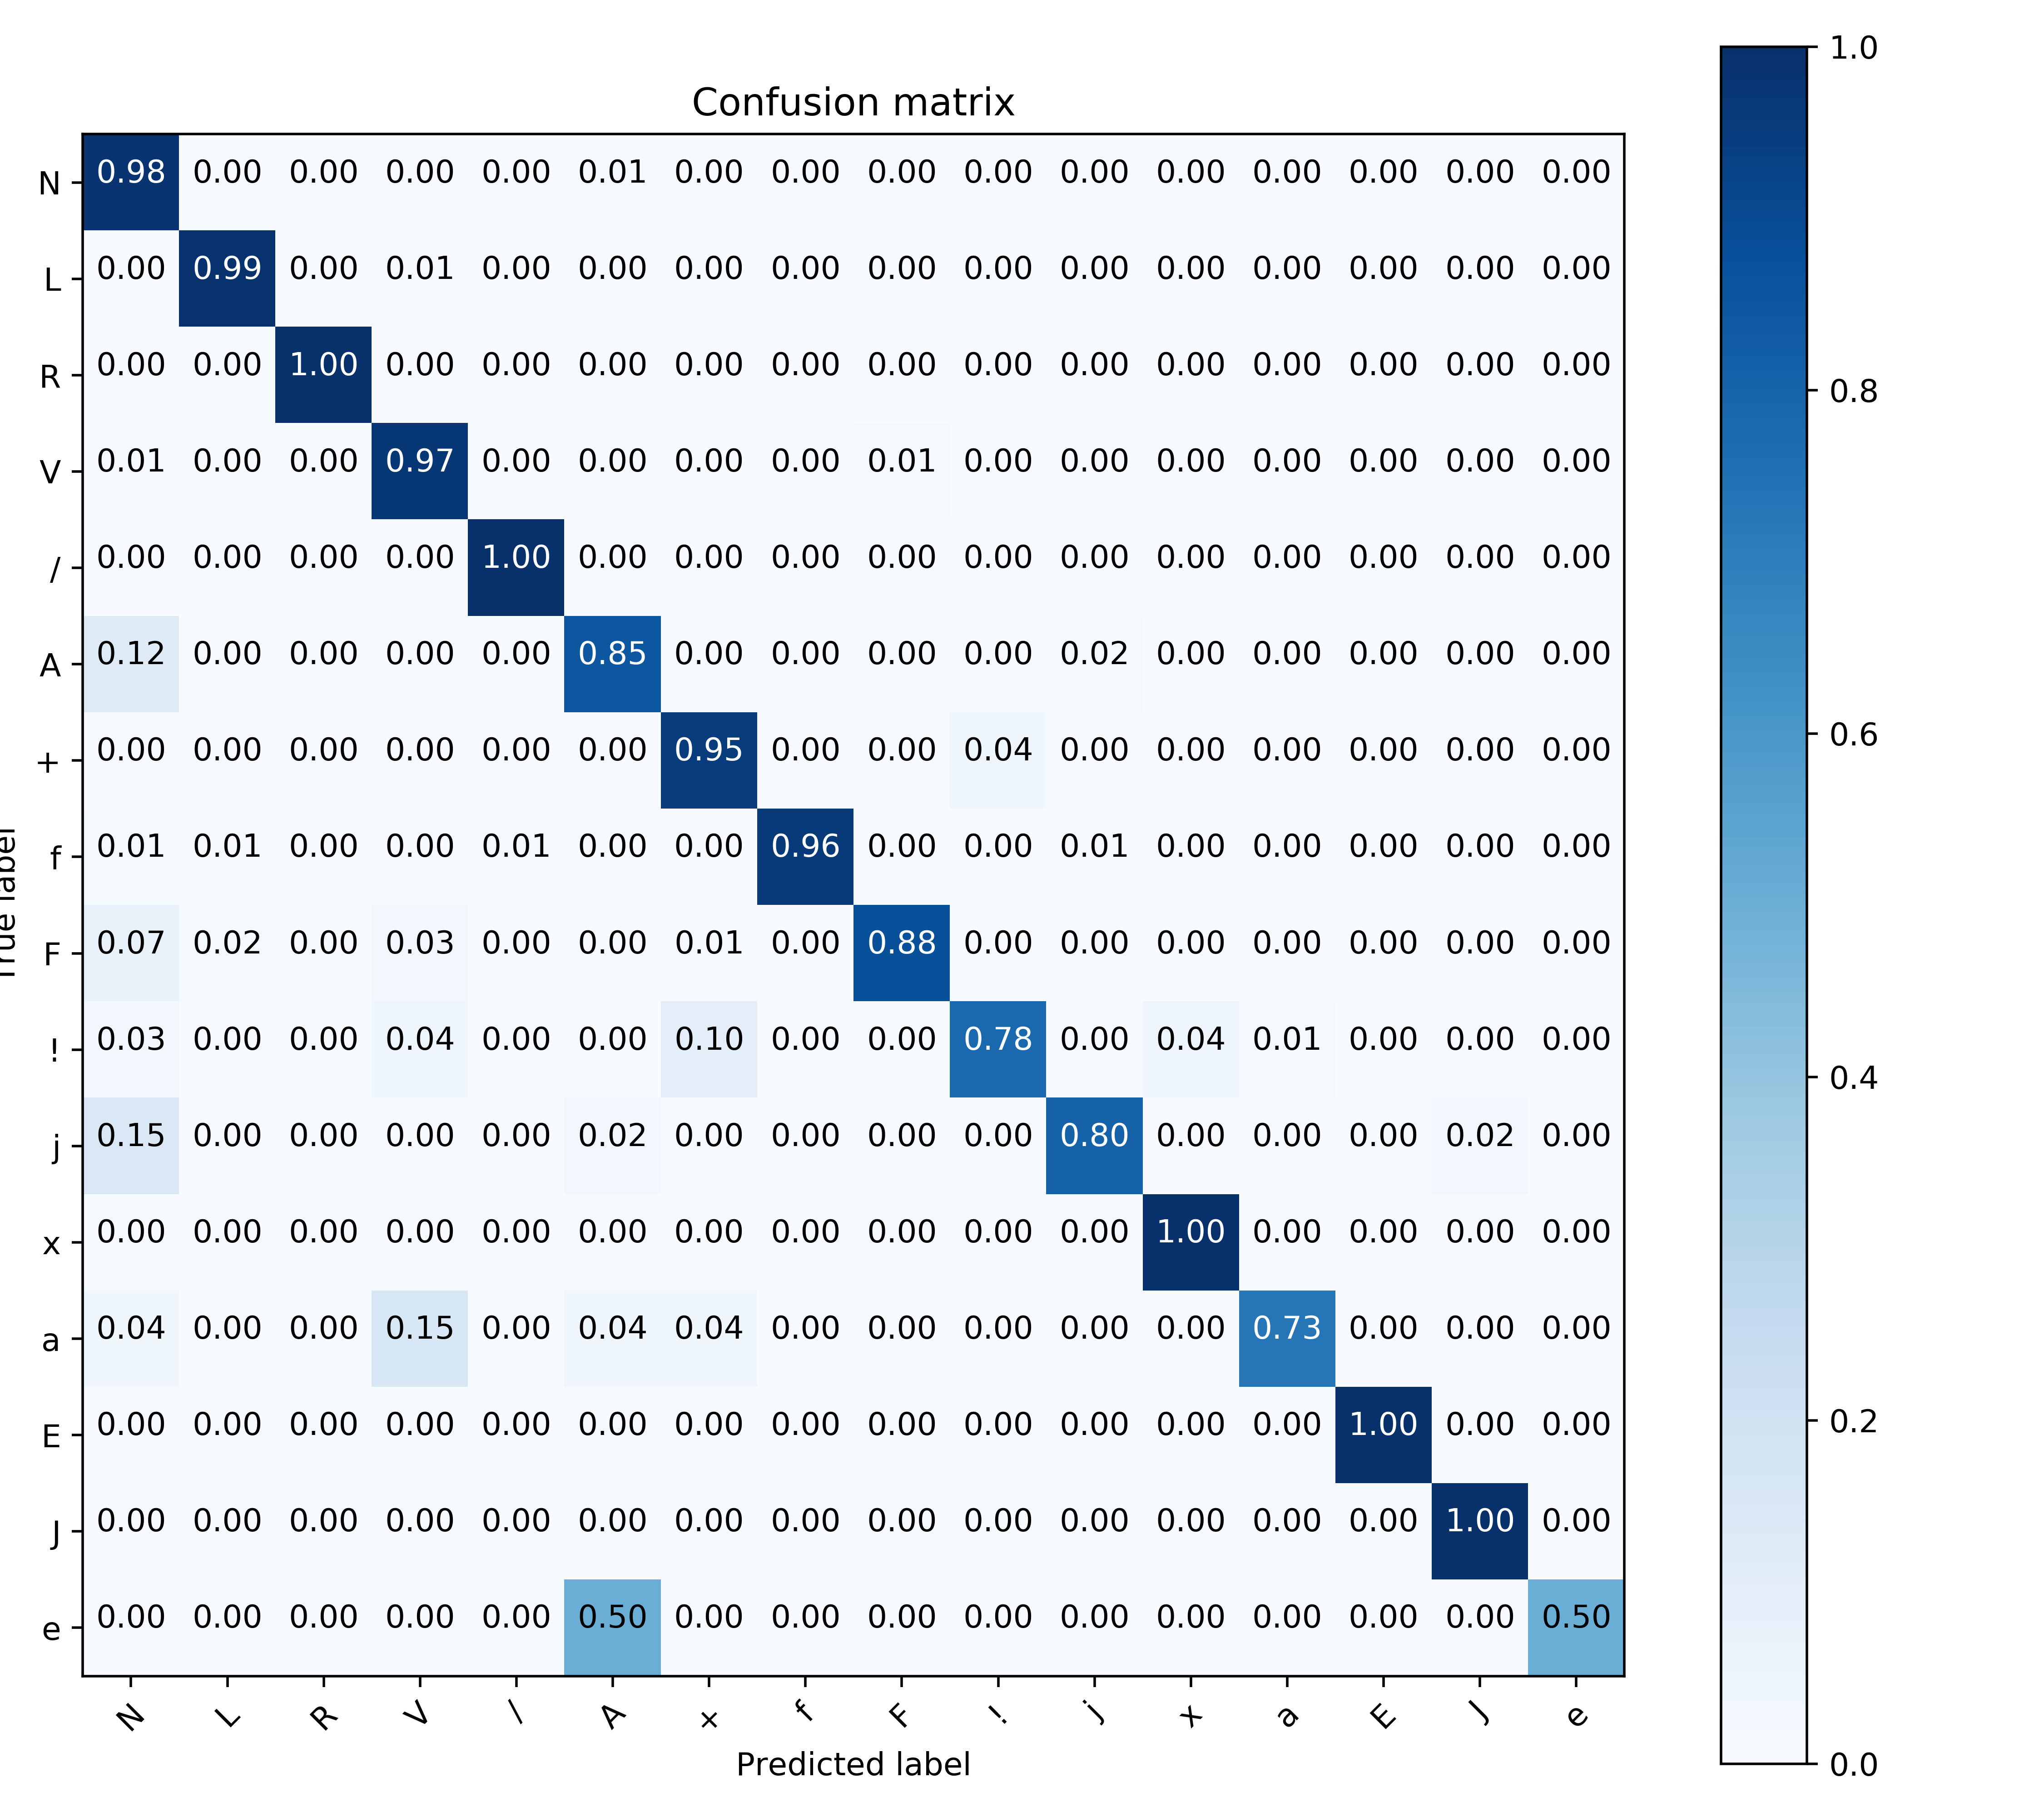 Confusion matrix
1.0
N 0.98 0.00 0.00 0.00 0.00 0.01 0.00 0.00 0.00 0.00 0.00 0.00 0.00 0.00 0.00 0.00
L 0.00 0.99 0.00 0.01 0.00 0.00 0.00 0.00 0.00 0.00 0.00 0.00 0.00 0.00 0.00 0.00
R 0.00 0.00 1.00 0.00 0.00 0.00 0.00 0.00 0.00 0.00 0.00 0.00 0.00 0.00 0.00 0.00
0.8
V 0.01 0.00 0.00 0.97 0.00 0.00 0.00 0.00 0.01 0.00 0.00 0.00 0.00 0.00 0.00 0.00
/ 0.00 0.00 0.00 0.00 1.00 0.00 0.00 0.00 0.00 0.00 0.00 0.00 0.00 0.00 0.00 0.00
A 0.12 0.00 0.00 0.00 0.00 0.85 0.00 0.00 0.00 0.00 0.02 0.00 0.00 0.00 0.00 0.00
0.6
+ 0.00 0.00 0.00 0.00 0.00 0.00 0.95 0.00 0.00 0.04 0.00 0.00 0.00 0.00 0.00 0.00
f 0.01 0.01 0.00 0.00 0.01 0.00 0.00 0.96 0.00 0.00 0.01 0.00 0.00 0.00 0.00 0.00
True label
F 0.07 0.02 0.00 0.03 0.00 0.00 0.01 0.00 0.88 0.00 0.00 0.00 0.00 0.00 0.00 0.00
! 0.03 0.00 0.00 0.04 0.00 0.00 0.10 0.00 0.00 0.78 0.00 0.04 0.01 0.00 0.00 0.00
0.4
j 0.15 0.00 0.00 0.00 0.00 0.02 0.00 0.00 0.00 0.00 0.80 0.00 0.00 0.00 0.02 0.00
x 0.00 0.00 0.00 0.00 0.00 0.00 0.00 0.00 0.00 0.00 0.00 1.00 0.00 0.00 0.00 0.00
a 0.04 0.00 0.00 0.15 0.00 0.04 0.04 0.00 0.00 0.00 0.00 0.00 0.73 0.00 0.00 0.00
0.2
E 0.00 0.00 0.00 0.00 0.00 0.00 0.00 0.00 0.00 0.00 0.00 0.00 0.00 1.00 0.00 0.00
J 0.00 0.00 0.00 0.00 0.00 0.00 0.00 0.00 0.00 0.00 0.00 0.00 0.00 0.00 1.00 0.00
e 0.00 0.00 0.00 0.00 0.00 0.50 0.00 0.00 0.00 0.00 0.00 0.00 0.00 0.00 0.00 0.50
N L R V / A + f F ! j x a E J e
Predicted label
0.0